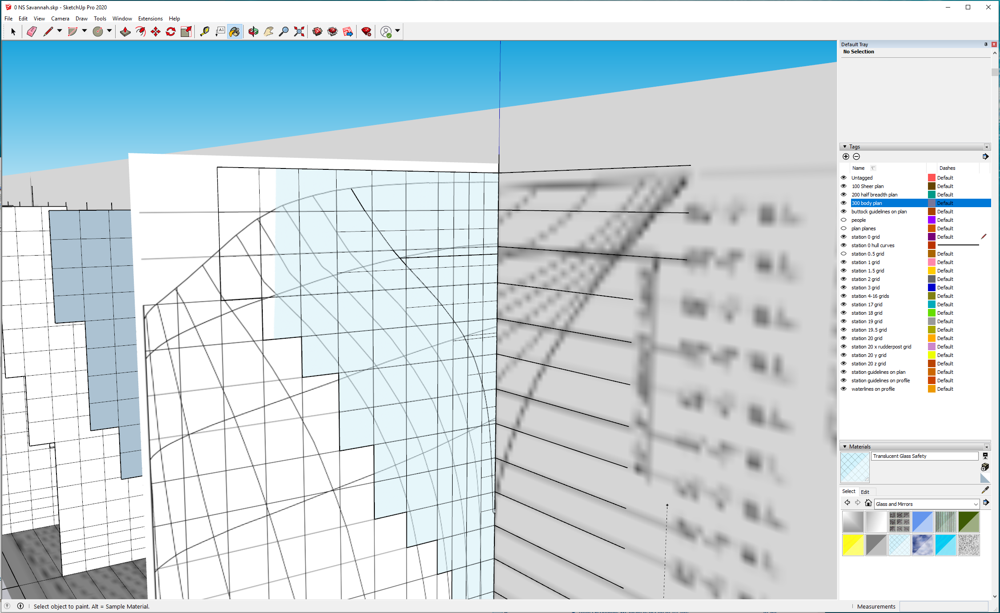 0 NS Savannah.skp - SketchUp Pro 2020
File Edit View Camera Draw Tools Window Extensions Help
A1
Default Tray
No Selection
Tags
Name Dashes
Untagged Default
100 Sheer plan Default
200 half breadth plan Default
300 body plan Default
buttock guidelines on plan Default
people Default
plan planes Default
station 0 grid Default
station 0 hull curves
station 0.5 grid Default
station 1 grid Default
station 1.5 grid Default
station 2 grid Default
station 3 grid Default
station 4-16 grids Default
station 17 grid Default
station 18 grid Default
station 19 grid Default
station 19.5 grid Default
station 20 grid Default
station 20 x rudderpost grid Default
station 20 y grid Default
station 20 z grid Default
station guidelines on plan Default
station guidelines on profile Default
waterlines on profile Default
Materials
Translucent Glass Safety
Select Edit
Glass and Mirrors
Select object to paint. Alt = Sample Material.
Measurements